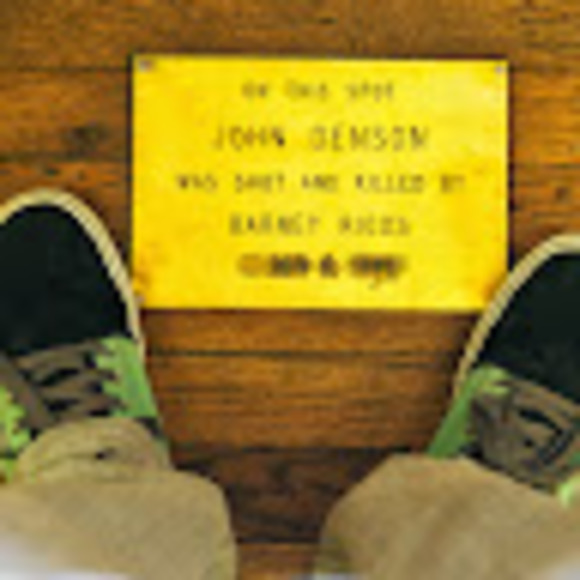 ON THIS SPOT
JOHN DENSON
WAS SHOT AND KILLED BY
BARNEY RIGGS